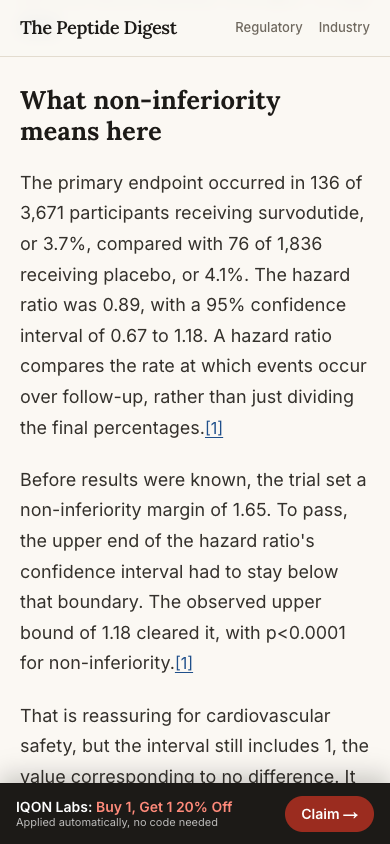 The Peptide Digest Regulatory Industry
What non-inferiority
means here
The primary endpoint occurred in 136 of
3,671 participants receiving survodutide,
or 3.7%, compared with 76 of 1,836
receiving placebo, or 4.1%. The hazard
ratio was 0.89, with a 95% confidence
interval of 0.67 to 1.18. A hazard ratio
compares the rate at which events occur
over follow-up, rather than just dividing
the final percentages.[1]
Before results were known, the trial set a
non-inferiority margin of 1.65. To pass,
the upper end of the hazard ratio's
confidence interval had to stay below
that boundary. The observed upper
bound of 1.18 cleared it, with p<0.0001
for non-inferiority.[1]
That is reassuring for cardiovascular
safety, but the interval still includes 1, the
value corresponding to no difference. It
IQON Labs: Buy 1, Get 1 20% Off
Applied automatically, no code needed
Claim →